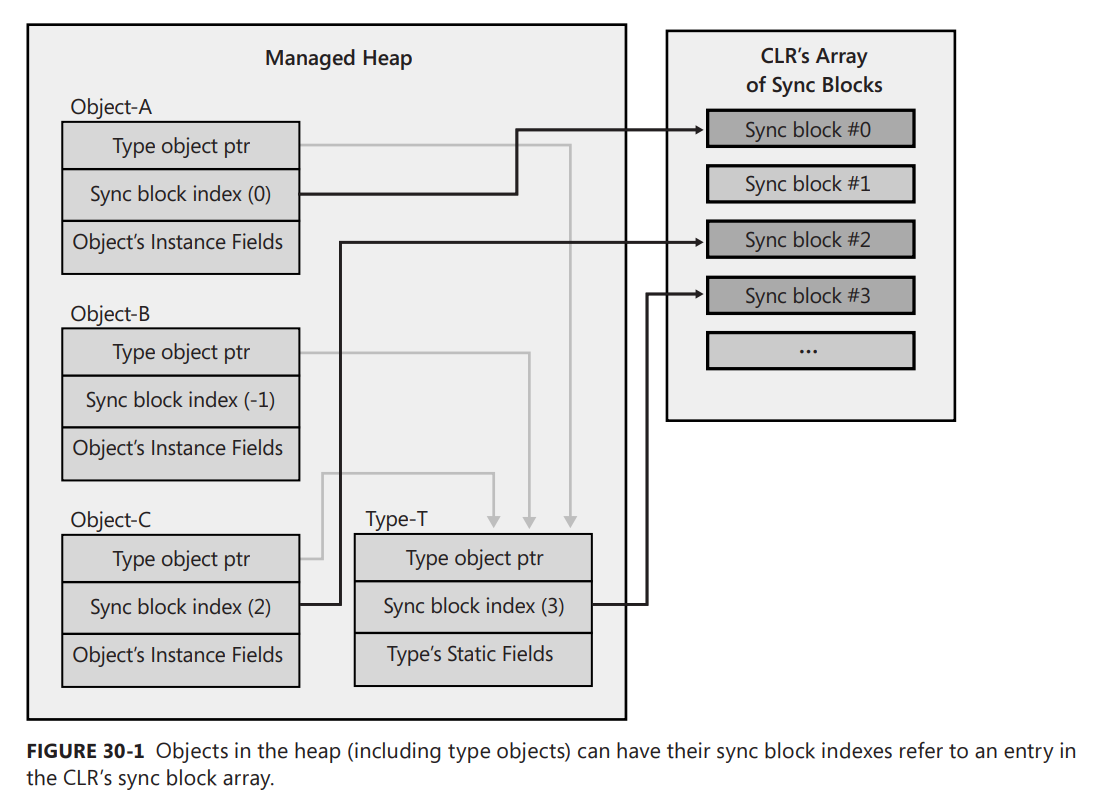 Managed Heap
Object-A
Type object ptr
Sync block index (0)
Object’s Instance Fields
Object-B
Type object ptr
Sync block index (-1)
Object’s Instance Fields
Object-C
Type object ptr
Sync block index (2)
Object’s Instance Fields
Type-T
Type object ptr
Sync block index (3)
Type’s Static Fields
CLR’s Array
of Sync Blocks
Sync block #0
Sync block #1
Sync block #2
Sync block #3
...
FIGURE 30-1 Objects in the heap (including type objects) can have their sync block indexes refer to an entry in
the CLR’s sync block array.